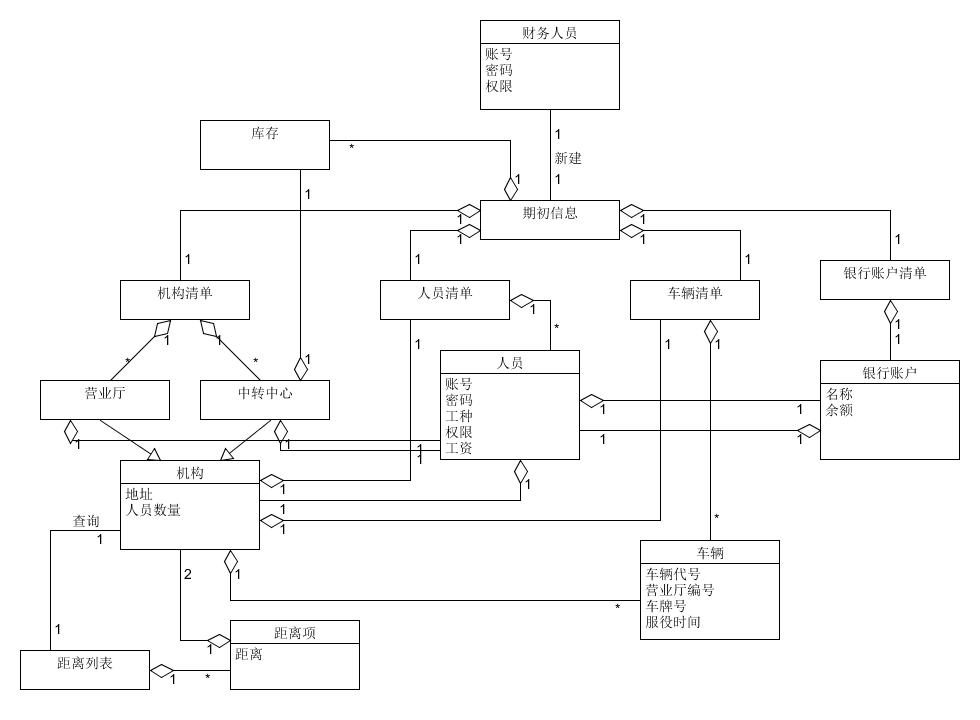 财务人员
账号
密码
权限
1
新建
1
库存
*
1
1
期初信息
1
1
1
1
1
1
1
1
机构清单
人员清单
车辆清单
银行账户清单
1
1
1
*
1
1
1
*
*
1
1
1
营业厅
中转中心
人员
账号
密码
工种
权限
工资
银行账户
名称
余额
1
1
1
1
1
1
1
1
机构
地址
人员数量
1
1
1
1
查询
1
*
车辆
车辆代号
营业厅编号
车牌号
服役时间
2
1
*
1
距离项
距离
1
距离列表
1
*